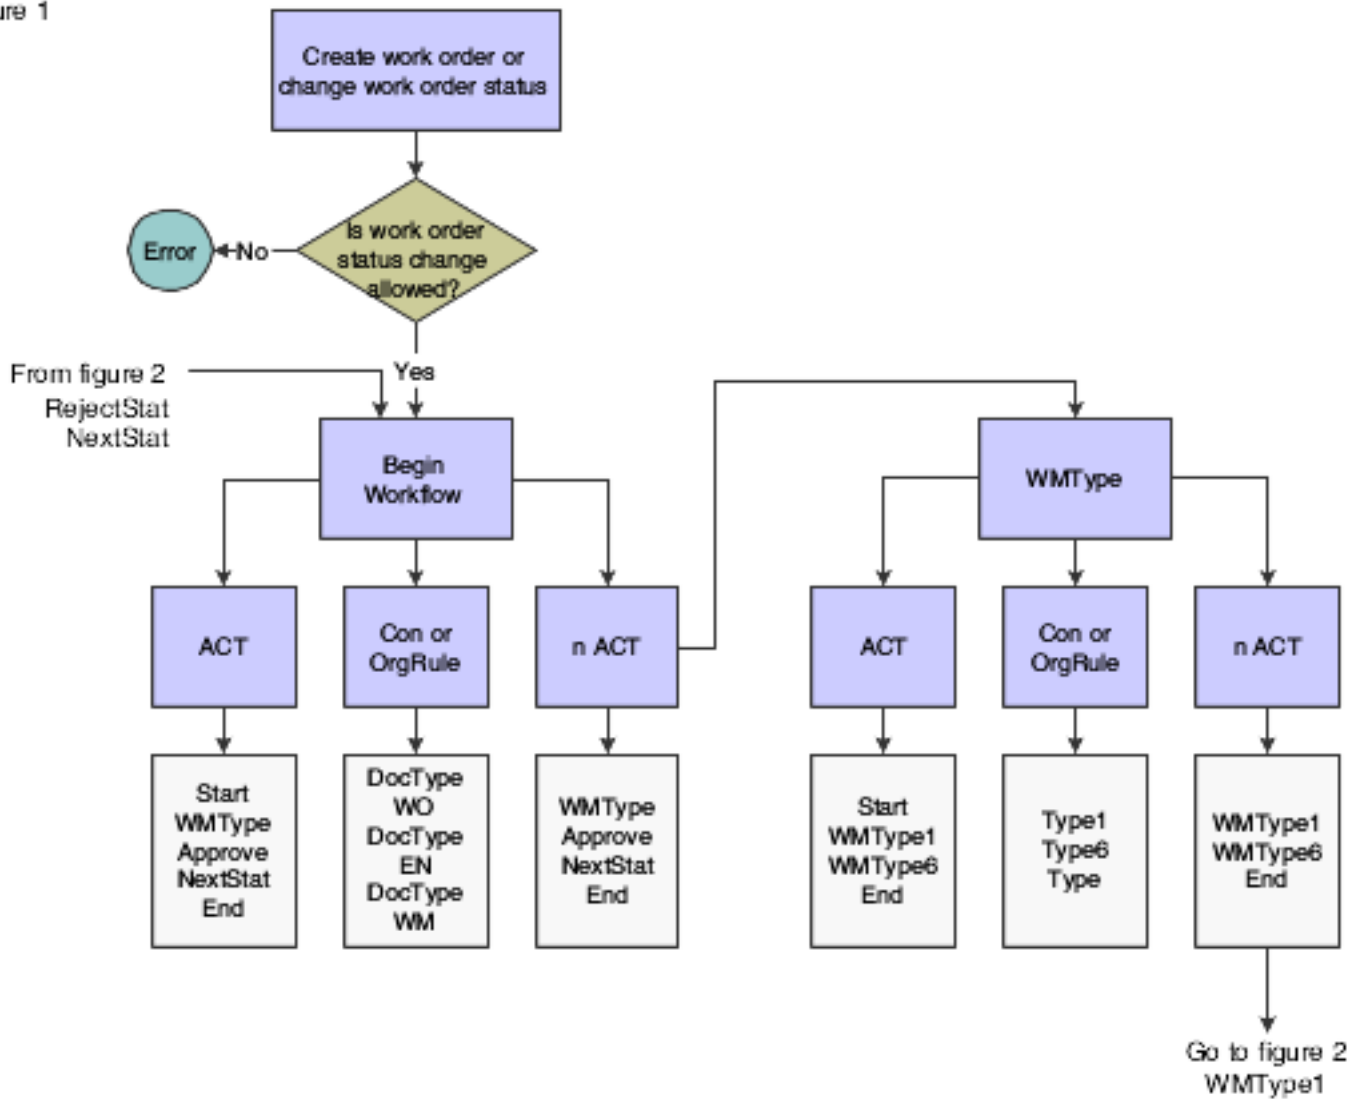 ure 1
Create work order or
change work order status
Is work order
status change
allowed?
No
Error
Yes
From figure 2
RejectStat
NextStat
Begin
Workflow
WMType
ACT
Con or
OrgRule
n ACT
ACT
Con or
OrgRule
n ACT
Start
WMType
Approve
NextStat
End
DocType
WO
DocType
EN
DocType
WM
WMType
Approve
NextStat
End
Start
WMType1
WMType6
End
Type1
Type6
Type
WMType1
WMType6
End
Go to figure 2
WMType1